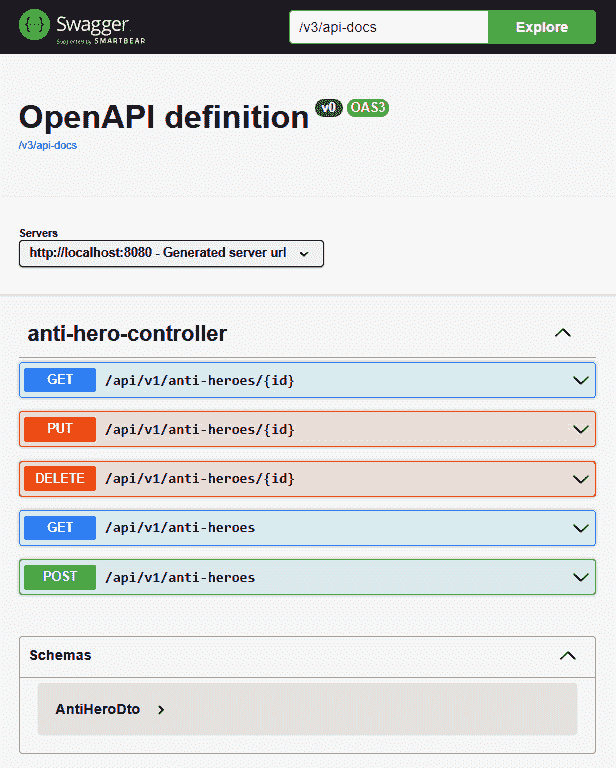 Swagger.
Supported by SMARTBEAR
/v3/api-docs
Explore
OpenAPI definition v0 OAS3
/v3/api-docs
Servers
http://localhost:8080 - Generated server url
anti-hero-controller
GET /api/v1/anti-heroes/{id}
PUT /api/v1/anti-heroes/{id}
DELETE /api/v1/anti-heroes/{id}
GET /api/v1/anti-heroes
POST /api/v1/anti-heroes
Schemas
AntiHeroDto